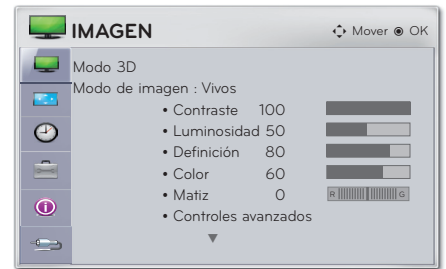 IMAGEN Mover OK
Modo 3D
Modo de imagen : Vivos
• Contraste 100
• Luminosidad 50
• Definición 80
• Color 60
• Matiz 0 R G
• Controles avanzados